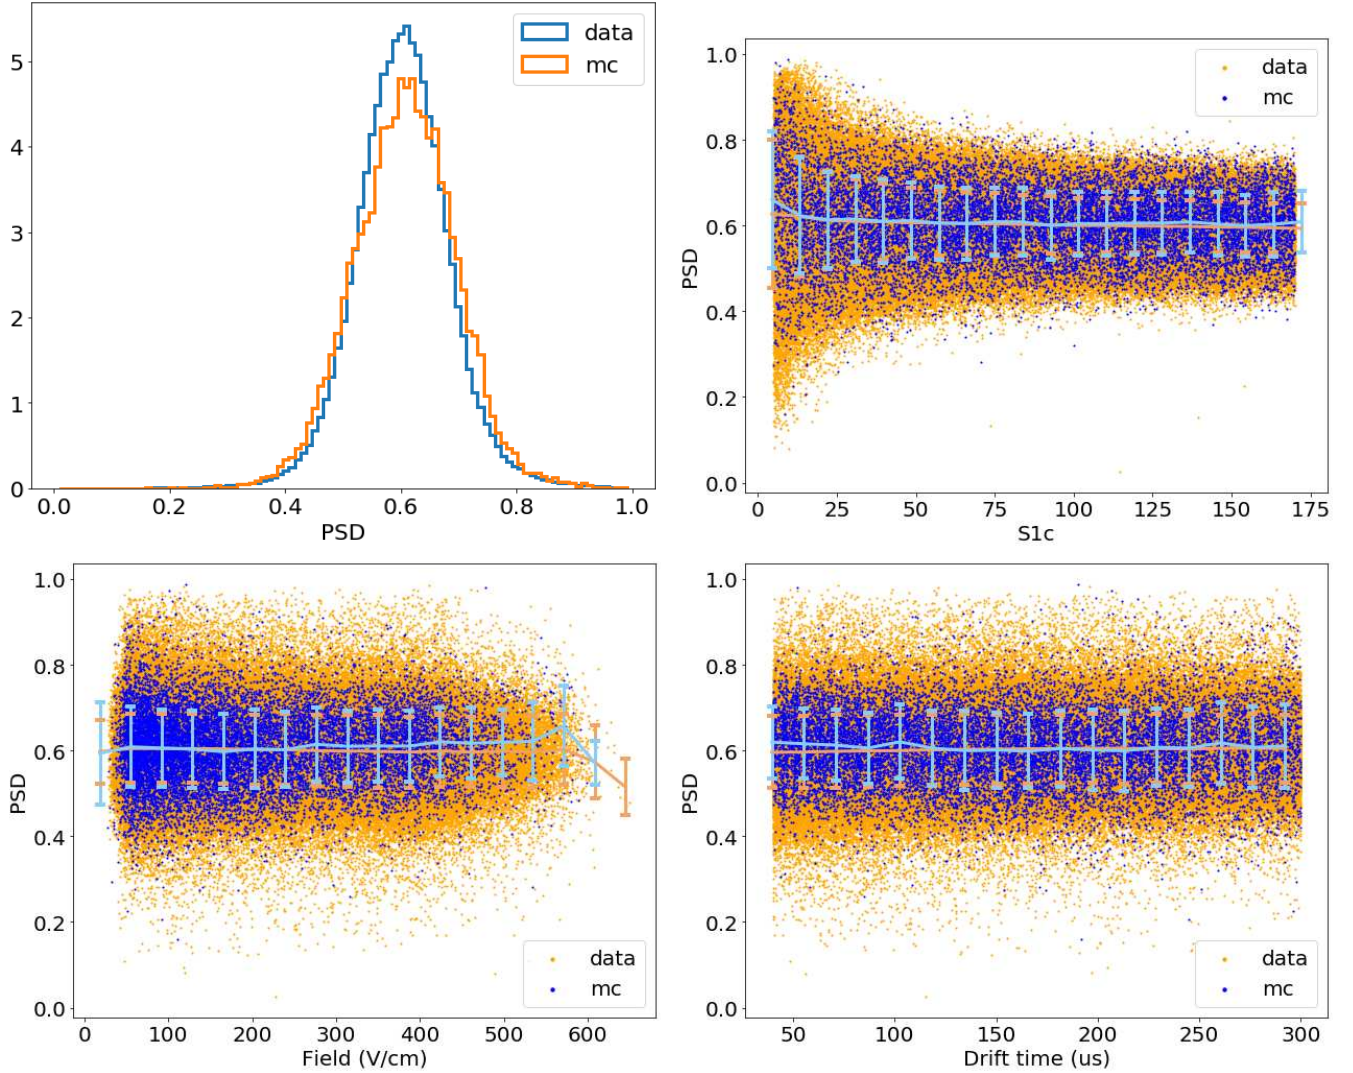 data
mc
5
4
3
2
1
0
0.0 0.2 0.4 0.6 0.8 1.0
PSD
data
mc
1.0
0.8
0.6
0.4
0.2
0.0
PSD
0 25 50 75 100 125 150 175
S1c
1.0
0.8
0.6
0.4
0.2
0.0
PSD
data
mc
0 100 200 300 400 500 600
Field (V/cm)
1.0
0.8
0.6
0.4
0.2
0.0
PSD
data
mc
50 100 150 200 250 300
Drift time (us)